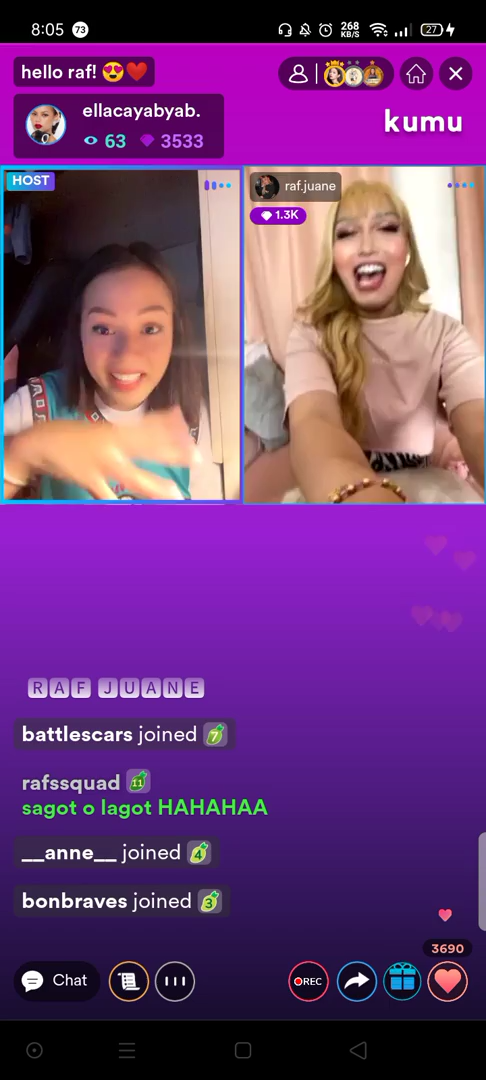 8:05 73 268 KB/S 27
hello raf! 😍❤️
ellacayabyab.
63 3533
kumu
HOST
raf.juane
1.3K
RAF JUANE
battlescars joined 7
rafssquad 11
sagot o lagot HAHAHAA
__anne__ joined 4
bonbraves joined 3
3690
Chat
REC